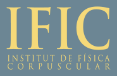 IFIC
INSTITUT DE FÍSICA
CORPUSCULAR